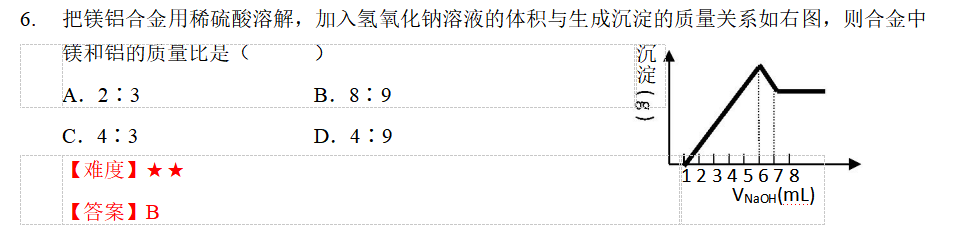 6. 把镁铝合金用稀硫酸溶解，加入氢氧化钠溶液的体积与生成沉淀的质量关系如右图，则合金中
镁和铝的质量比是（　　　）
A．2∶3　　B．8∶9
C．4∶3　　D．4∶9
【难度】★★
【答案】B
沉
淀
(g)
1 2 3 4 5 6 7 8
VNaOH(mL)